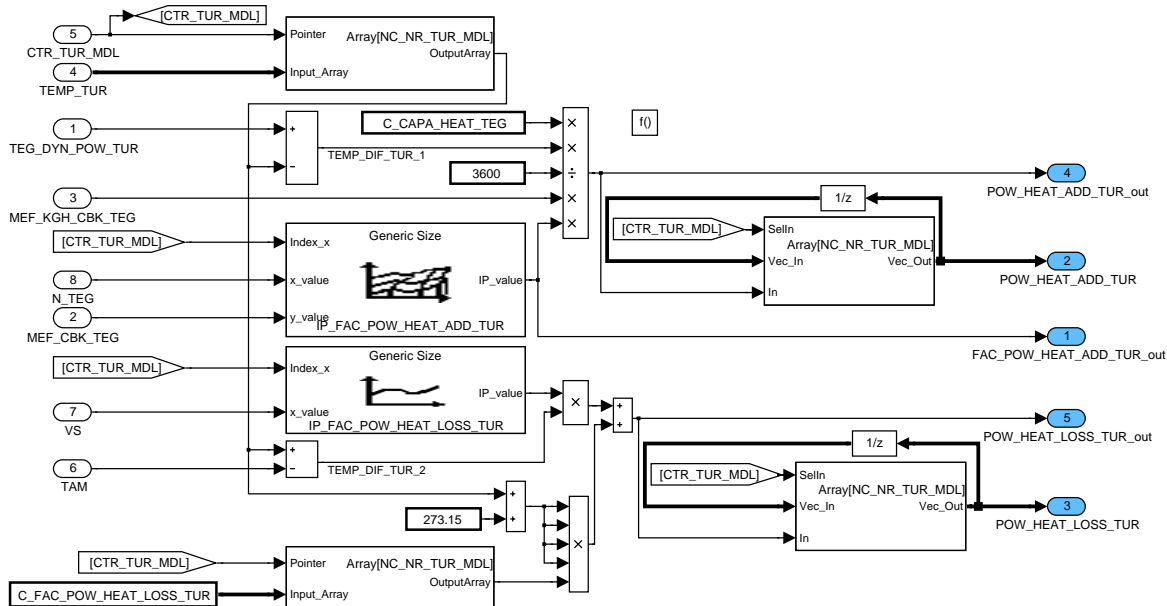 5
[CTR_TUR_MDL]
CTR_TUR_MDL
Pointer
Array[NC_NR_TUR_MDL]
OutputArray
4
Input_Array
TEMP_TUR
1
TEG_DYN_POW_TUR
+
−
TEMP_DIF_TUR_1
C_CAPA_HEAT_TEG
3600
×
×
÷
×
×
f()
3
MEF_KGH_CBK_TEG
4
POW_HEAT_ADD_TUR_out
1/z
[CTR_TUR_MDL]
SelIn
Array[NC_NR_TUR_MDL]
Vec_In
Vec_Out
In
2
POW_HEAT_ADD_TUR
[CTR_TUR_MDL]
Generic Size
Index_x
8
N_TEG
x_value
IP_value
2
MEF_CBK_TEG
y_value
IP_FAC_POW_HEAT_ADD_TUR
1
FAC_POW_HEAT_ADD_TUR_out
[CTR_TUR_MDL]
Generic Size
Index_x
IP_value
7
VS
x_value
IP_FAC_POW_HEAT_LOSS_TUR
×
+
+
5
POW_HEAT_LOSS_TUR_out
6
TAM
+
−
TEMP_DIF_TUR_2
1/z
[CTR_TUR_MDL]
SelIn
Array[NC_NR_TUR_MDL]
Vec_In
Vec_Out
In
3
POW_HEAT_LOSS_TUR
273.15
+
+
×
[CTR_TUR_MDL]
Pointer
Array[NC_NR_TUR_MDL]
OutputArray
C_FAC_POW_HEAT_LOSS_TUR
Input_Array